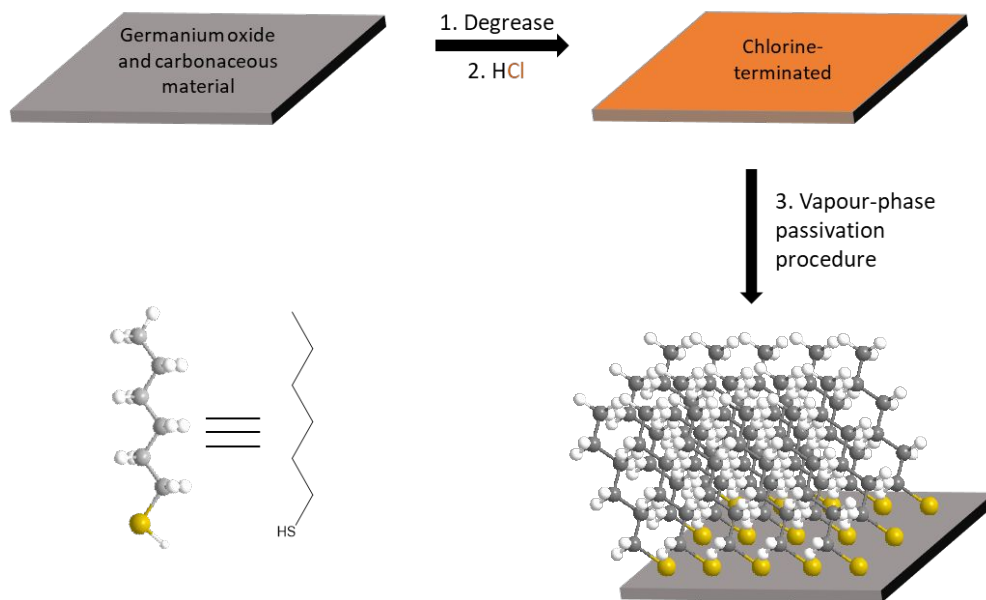 Germanium oxide
and carbonaceous
material
1. Degrease
2. HCl
Chlorine-
terminated
3. Vapour-phase
passivation
procedure
HS